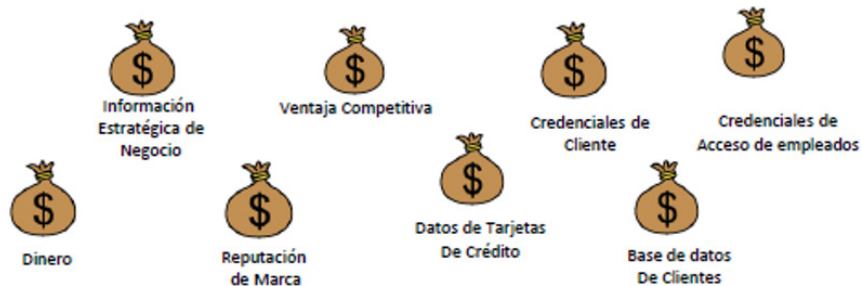 $
Información
Estratégica de
Negocio
$
Ventaja Competitiva
$
Credenciales de
Cliente
$
Credenciales de
Acceso de empleados
$
Dinero
$
Reputación
de Marca
$
Datos de Tarjetas
De Crédito
$
Base de datos
De Clientes